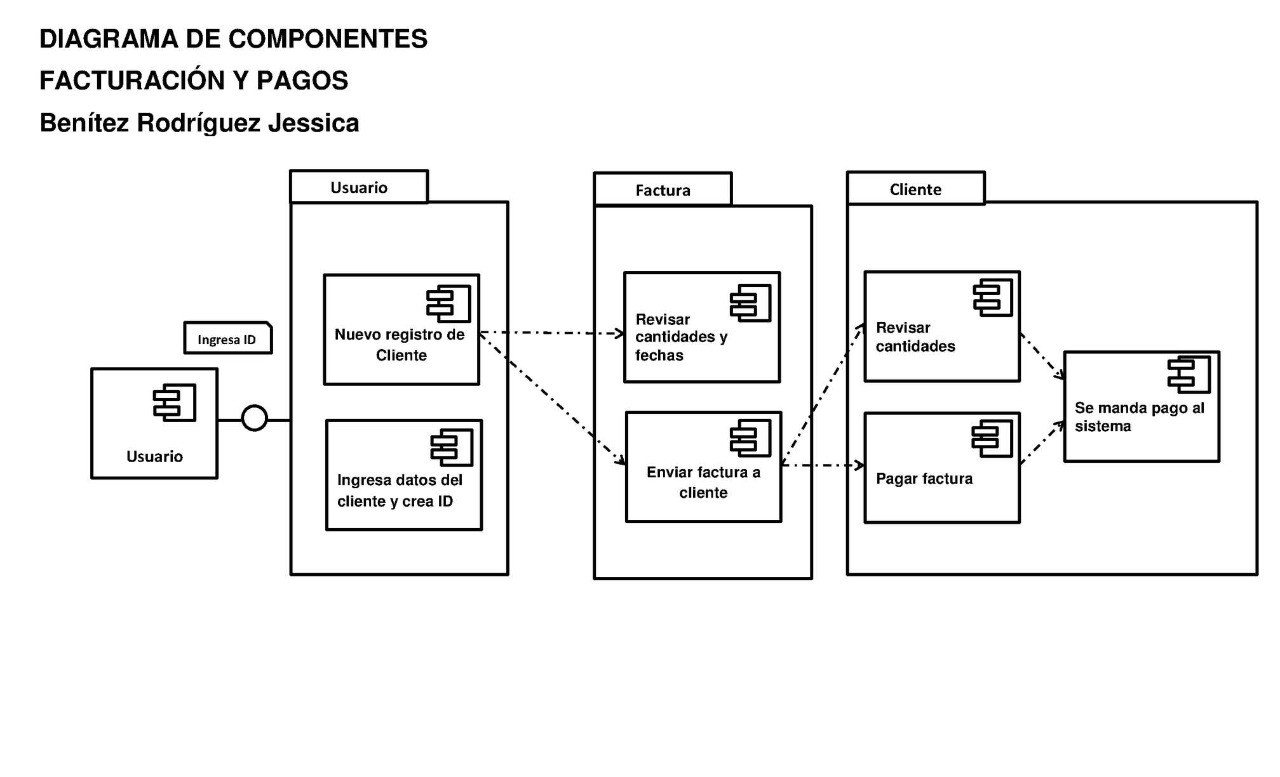 DIAGRAMA DE COMPONENTES
FACTURACIÓN Y PAGOS
Benítez Rodríguez Jessica
Usuario
Factura
Cliente
Ingresa ID
Usuario
Nuevo registro de
Cliente
Ingresa datos del
cliente y crea ID
Revisar
cantidades y
fechas
Enviar factura a
cliente
Revisar
cantidades
Pagar factura
Se manda pago al
sistema